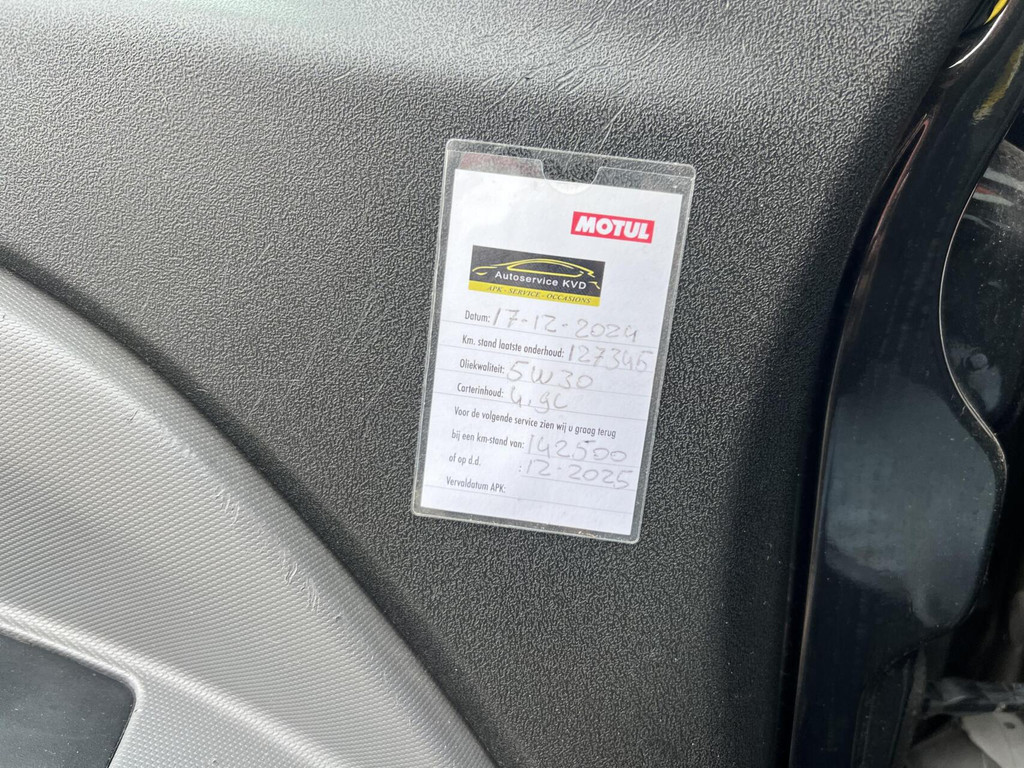 MOTUL
Autoservice KVD
APK - SERVICE - OCCASIONS
Datum: 17-12-2024
Km. stand laatste onderhoud: 127345
Oliekwaliteit: 5W30
Carterinhoud: 4,9L
Voor de volgende service zien wij u graag terug
bij een km-stand van: 142500
of op d.d. : 12-2025
Vervaldatum APK: